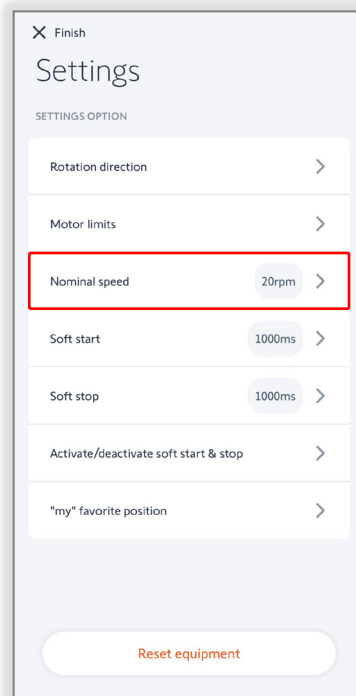 Finish
Settings
SETTINGS OPTION
Rotation direction
Motor limits
Nominal speed 20rpm
Soft start 1000ms
Soft stop 1000ms
Activate/deactivate soft start & stop
"my" favorite position
Reset equipment